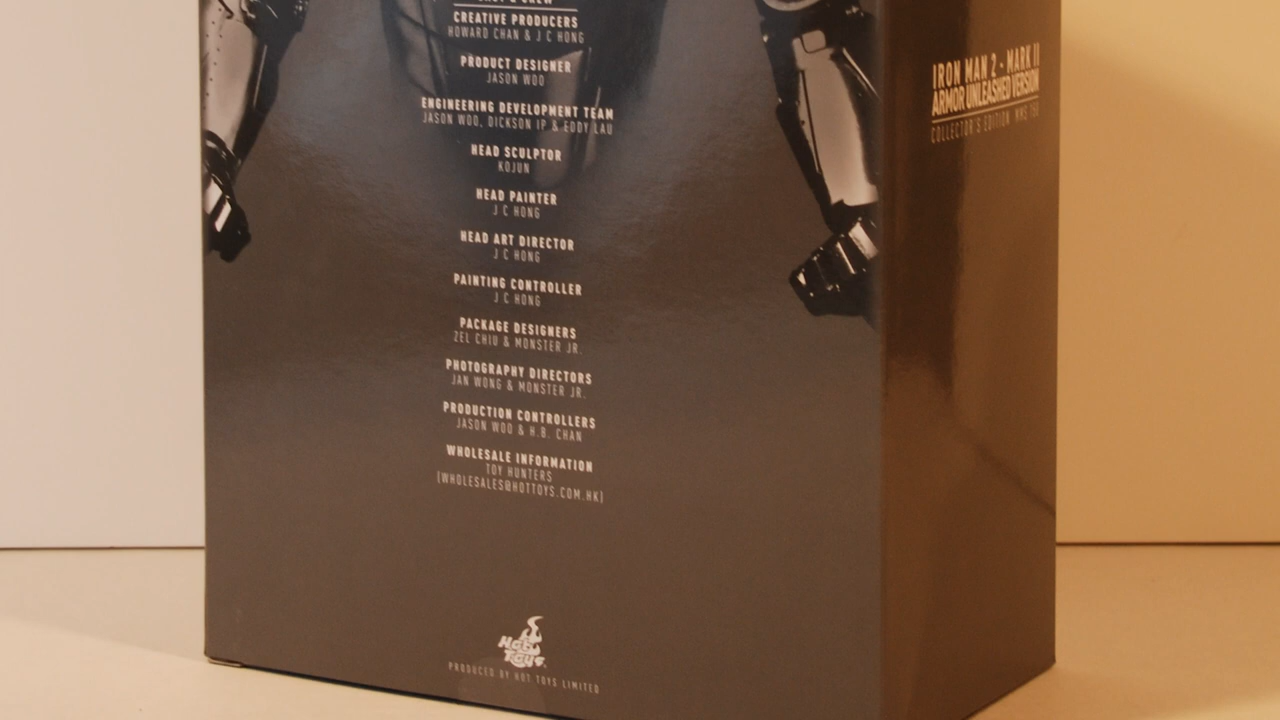 CREATIVE PRODUCERS
HOWARD CHAN & J C HONG
PRODUCT DESIGNER
JASON WOO
ENGINEERING DEVELOPMENT TEAM
JASON WOO, DICKSON IP & EDDY LAU
HEAD SCULPTOR
KOJUN
HEAD PAINTER
J C HONG
HEAD ART DIRECTOR
J C HONG
PAINTING CONTROLLER
J C HONG
PACKAGE DESIGNERS
ZEL CHIU & MONSTER JR.
PHOTOGRAPHY DIRECTORS
JAN WONG & MONSTER JR.
PRODUCTION CONTROLLERS
JASON WOO & H.B. CHAN
WHOLESALE INFORMATION
TOY HUNTERS
[WHOLESALES@HOTTOYS.COM.HK]
Hot
Toys
PRODUCED BY HOT TOYS LIMITED
IRON MAN 2 - MARK II
ARMOR UNLEASHED VERSION
COLLECTOR'S EDITION MMS